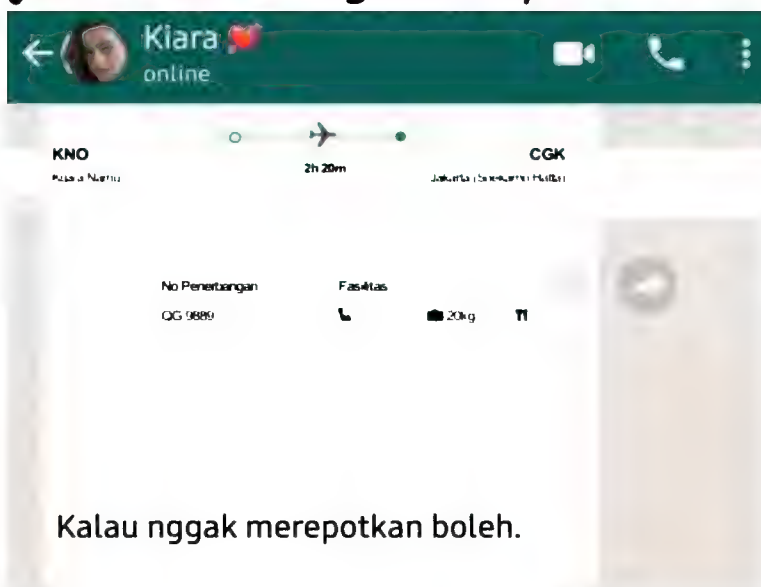 Kiara
online
KNO
CGK
2h 20m
No Penerbangan
Fasilitas
QG 9889
20kg
Kalau nggak merepotkan boleh.